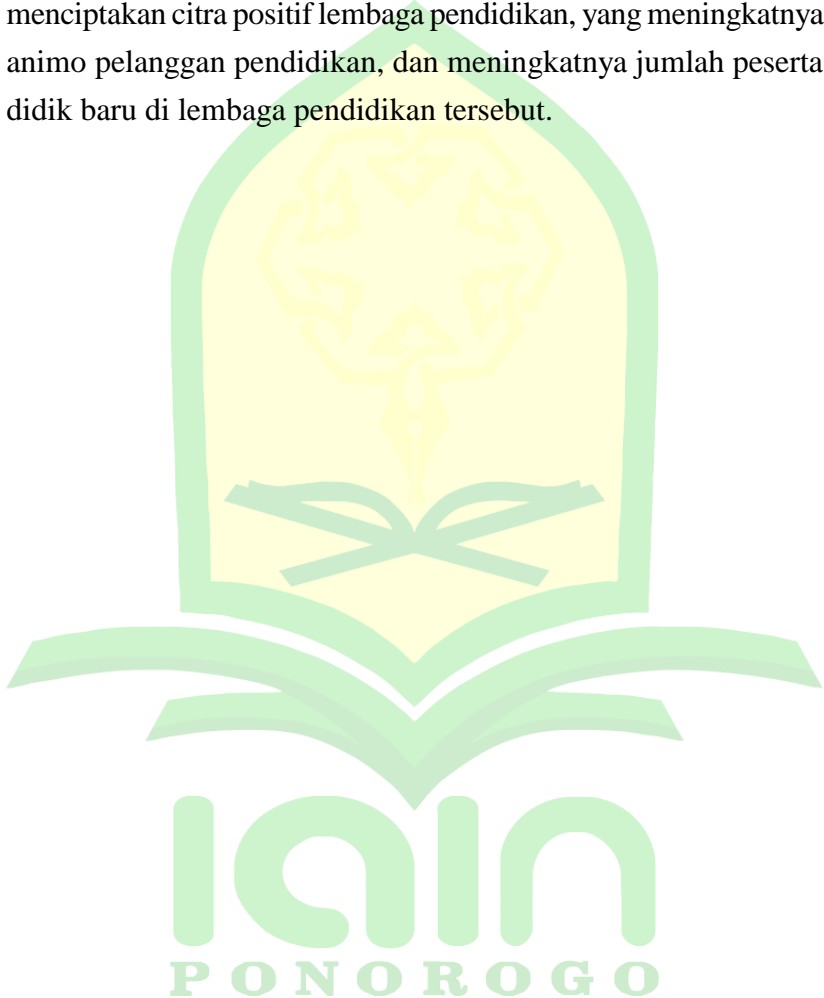 menciptakan citra positif lembaga pendidikan, yang meningkatnya
animo pelanggan pendidikan, dan meningkatnya jumlah peserta
didik baru di lembaga pendidikan tersebut.
iain
PONOROGO